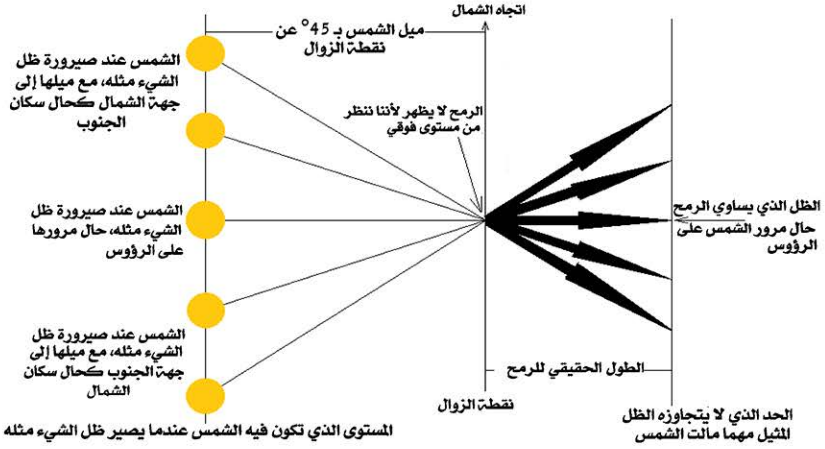 اتجاه الشمال
ميل الشمس بـ 45° عن
نقطة الزوال
الشمس عند صيرورة ظل
الشيء مثله، مع ميلها إلى
جهة الشمال كحال سكان
الجنوب
الرمح لا يظهر لأننا ننظر
من مستوى فوقي
الظل الذي يساوي الرمح
حال مرور الشمس على
الرؤوس
الشمس عند صيرورة ظل
الشيء مثله، حال مرورها
على الرؤوس
الشمس عند صيرورة ظل
الشيء مثله، مع ميلها إلى
جهة الجنوب كحال سكان
الشمال
الطول الحقيقي للرمح
نقطة الزوال
الحد الذي لا يتجاوزه الظل
المثيل مهما مالت الشمس
المستوى الذي تكون فيه الشمس عندما يصير ظل الشيء مثله